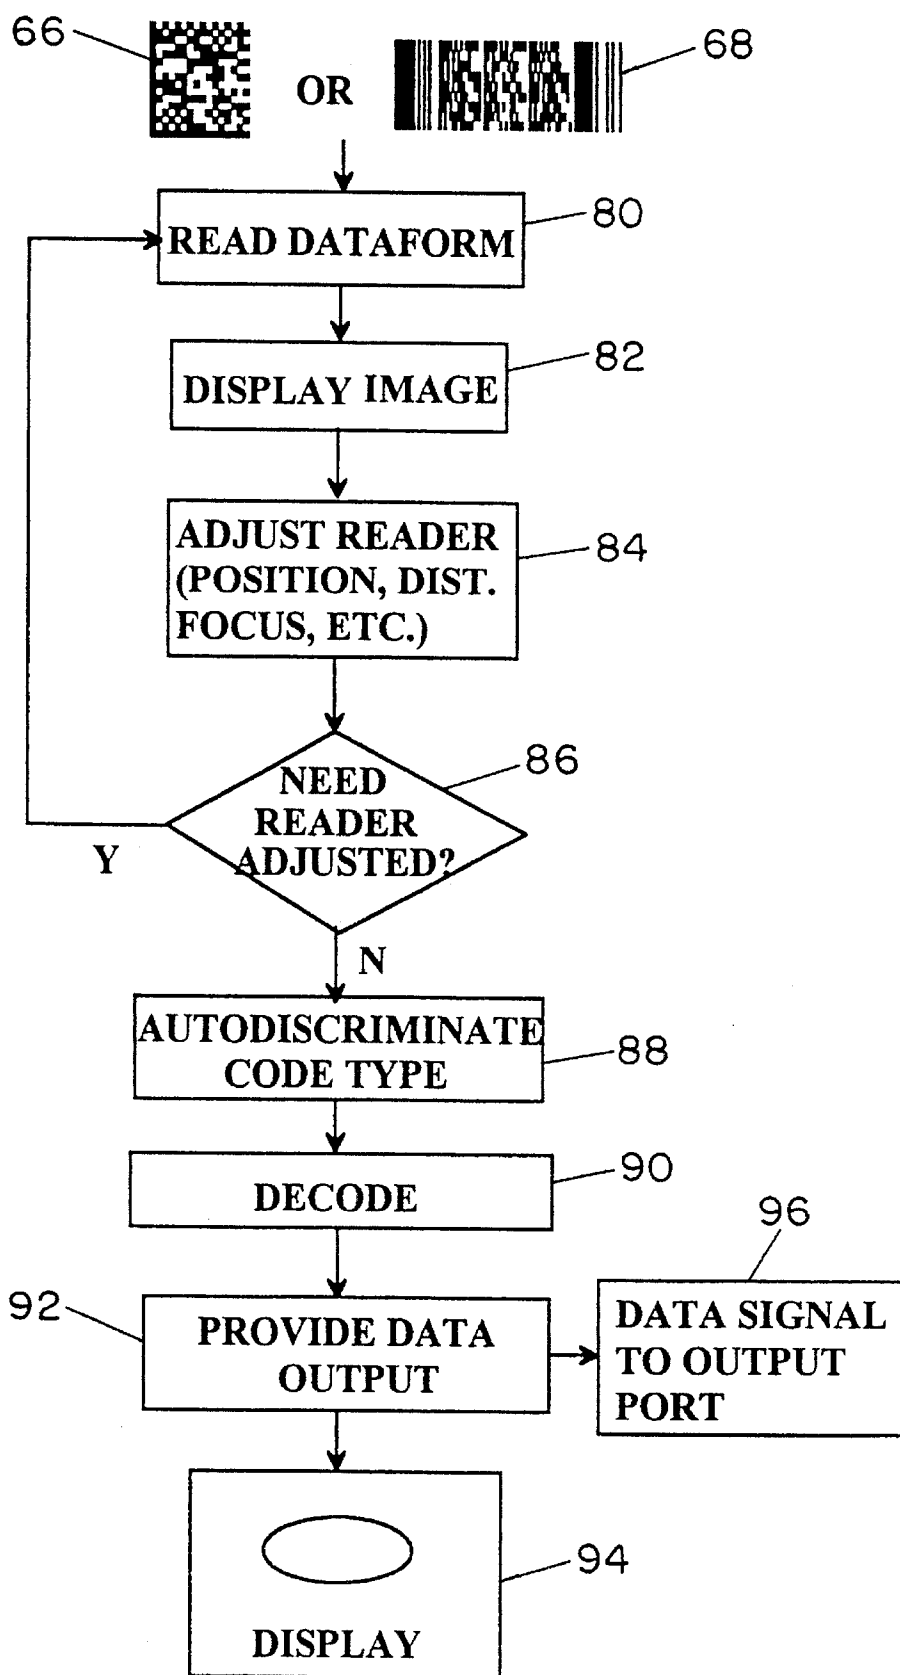 66
OR
68
80
READ DATAFORM
82
DISPLAY IMAGE
ADJUST READER
(POSITION, DIST.
FOCUS, ETC.)
84
86
NEED
READER
ADJUSTED?
Y
N
AUTODISCRIMINATE
CODE TYPE
88
90
DECODE
96
92
PROVIDE DATA
OUTPUT
DATA SIGNAL
TO OUTPUT
PORT
94
DISPLAY